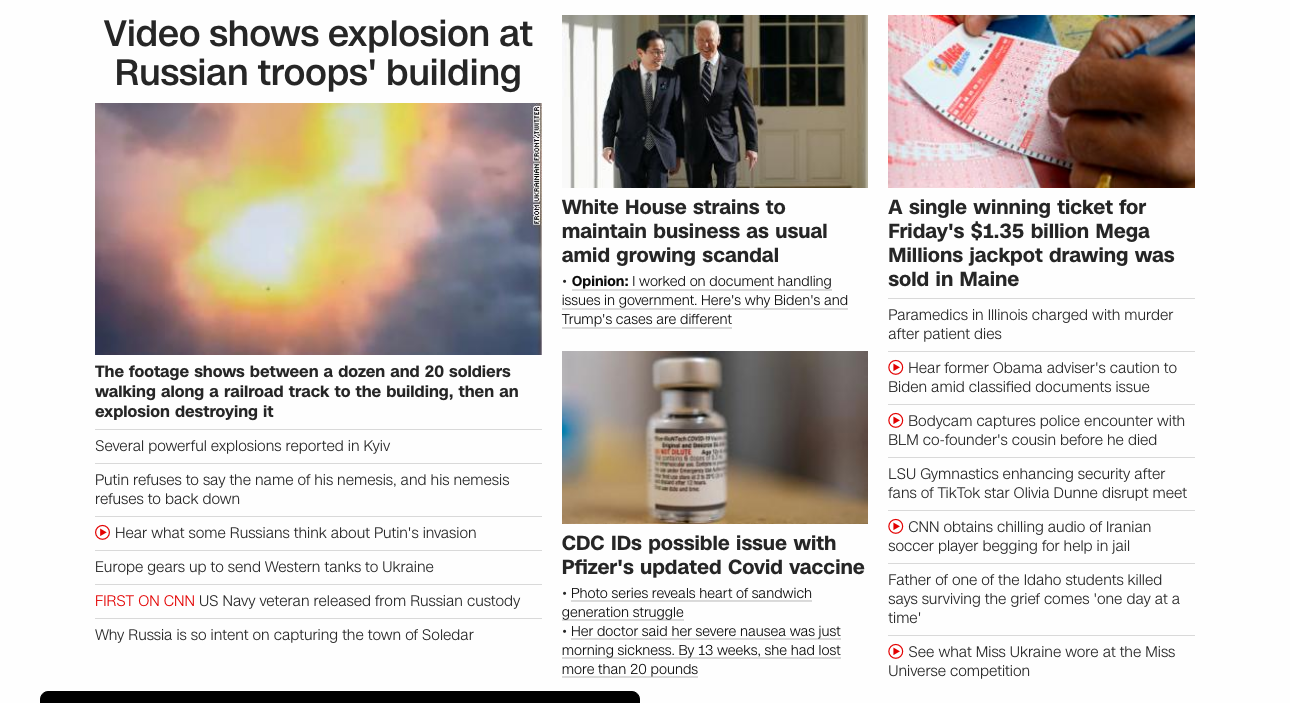 Video shows explosion at
Russian troops' building
FROM UKRAINIAN FRONT/TWITTER
The footage shows between a dozen and 20 soldiers
walking along a railroad track to the building, then an
explosion destroying it
Several powerful explosions reported in Kyiv
Putin refuses to say the name of his nemesis, and his nemesis
refuses to back down
Hear what some Russians think about Putin's invasion
Europe gears up to send Western tanks to Ukraine
FIRST ON CNN US Navy veteran released from Russian custody
Why Russia is so intent on capturing the town of Soledar
White House strains to
maintain business as usual
amid growing scandal
• Opinion: I worked on document handling
issues in government. Here's why Biden's and
Trump's cases are different
DO NOT DILUTE
CDC IDs possible issue with
Pfizer's updated Covid vaccine
• Photo series reveals heart of sandwich
generation struggle
• Her doctor said her severe nausea was just
morning sickness. By 13 weeks, she had lost
more than 20 pounds
A single winning ticket for
Friday's $1.35 billion Mega
Millions jackpot drawing was
sold in Maine
Paramedics in Illinois charged with murder
after patient dies
Hear former Obama adviser's caution to
Biden amid classified documents issue
Bodycam captures police encounter with
BLM co-founder's cousin before he died
LSU Gymnastics enhancing security after
fans of TikTok star Olivia Dunne disrupt meet
CNN obtains chilling audio of Iranian
soccer player begging for help in jail
Father of one of the Idaho students killed
says surviving the grief comes 'one day at a
time'
See what Miss Ukraine wore at the Miss
Universe competition